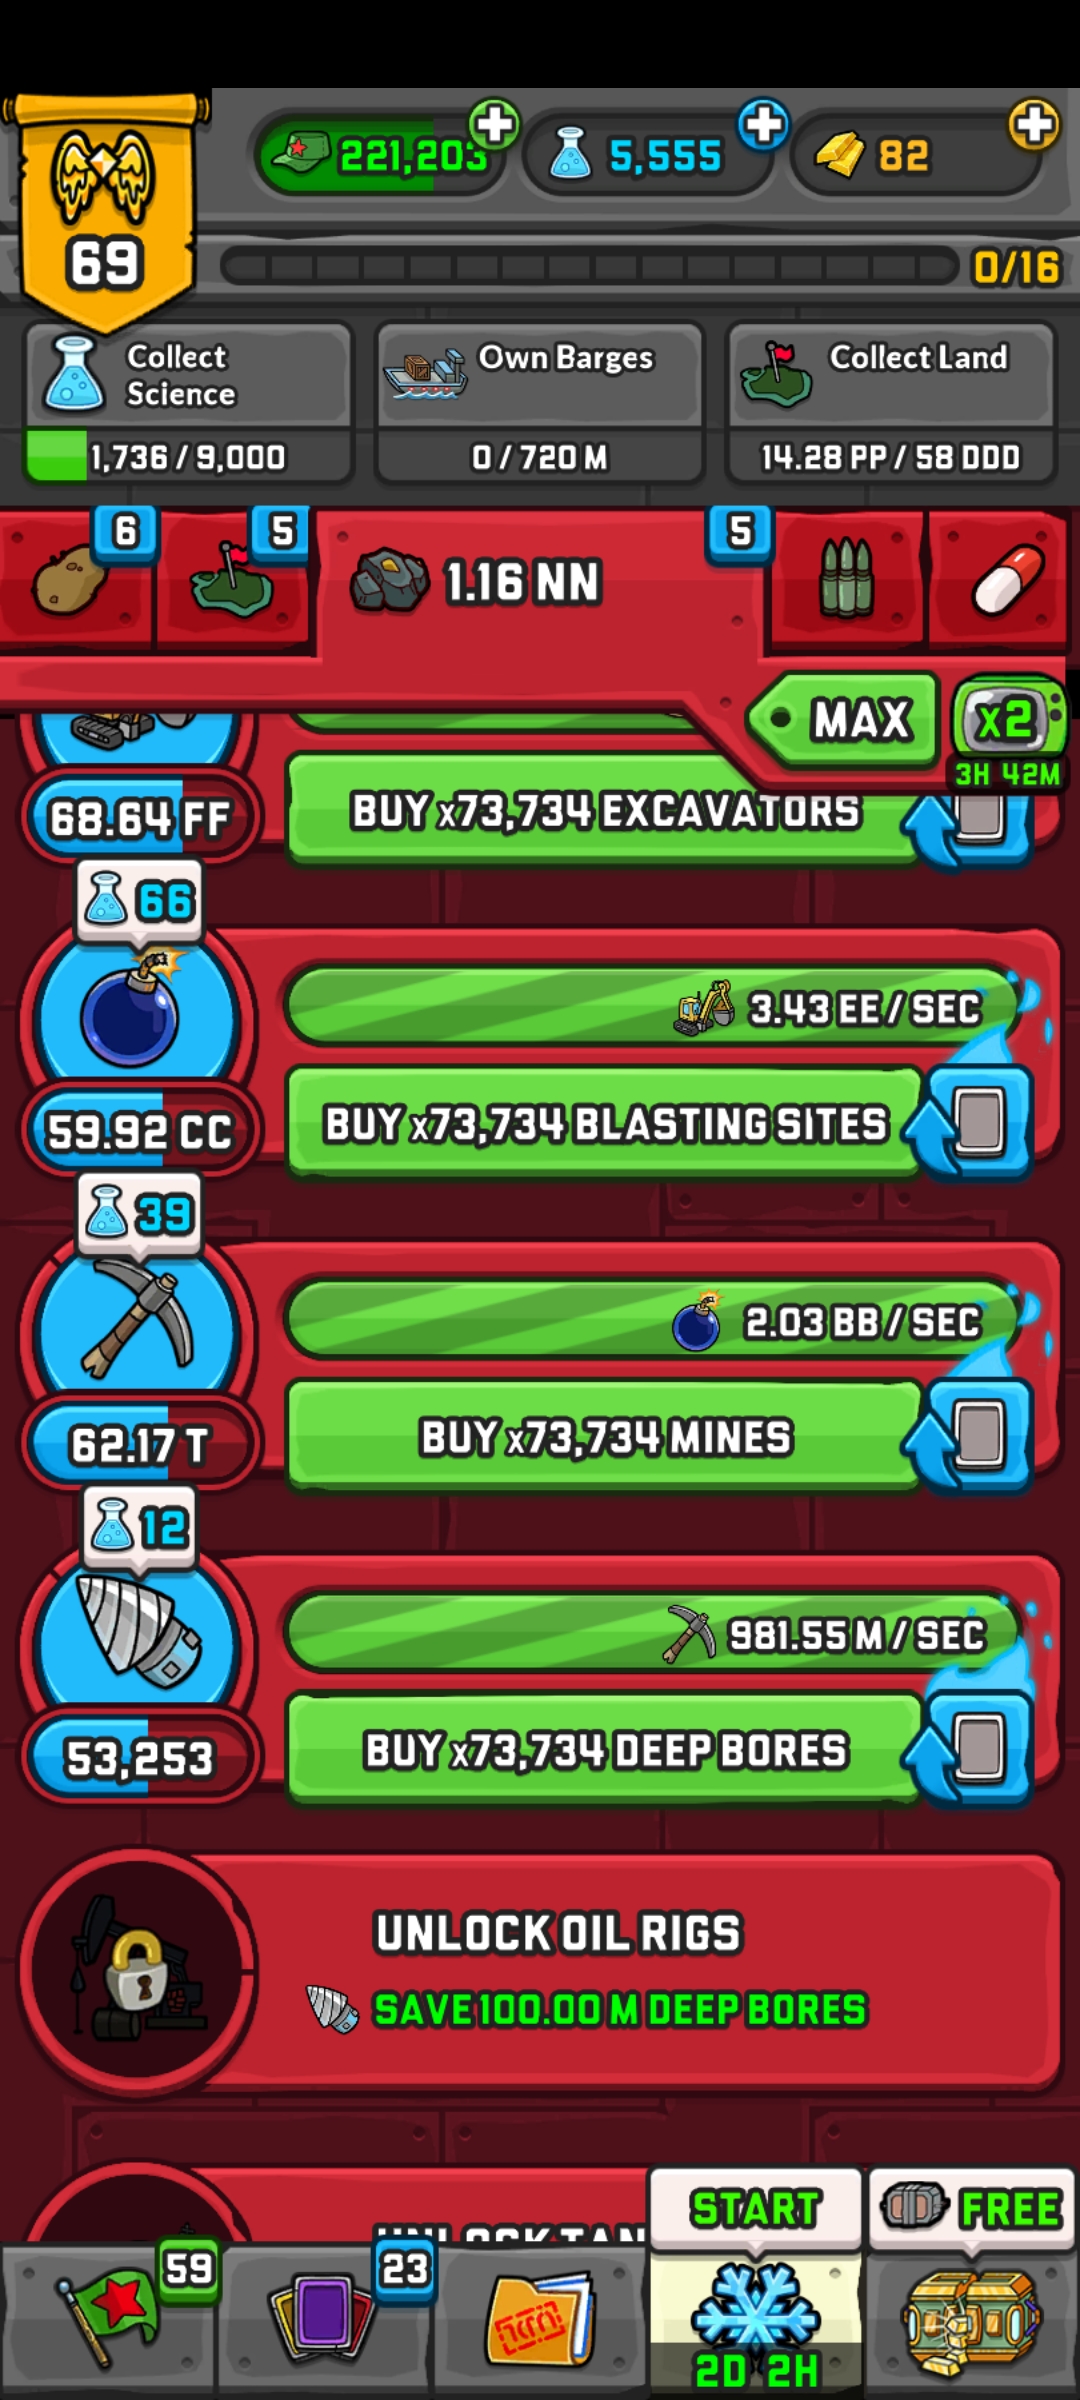 221,203
5,555
82
69
0/16
Collect
Science
1,736 / 9,000
Own Barges
0 / 720 M
Collect Land
14.28 PP / 58 DDD
6
5
1.16 NN
5
MAX
x2
3H 42M
68.64 FF
BUY x73,734 EXCAVATORS
66
3.43 EE / SEC
59.92 CC
BUY x73,734 BLASTING SITES
39
2.03 BB / SEC
62.17 T
BUY x73,734 MINES
12
981.55 M / SEC
53,253
BUY x73,734 DEEP BORES
UNLOCK OIL RIGS
SAVE 100.00 M DEEP BORES
START
FREE
59
23
2D 2H